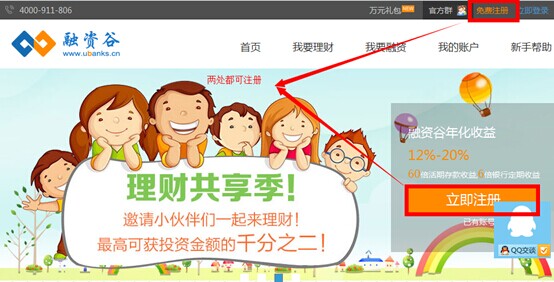 4000-911-806
万元礼包 NEW 官方群 免费注册 立即登录
融资谷
www.ubanks.cn
首页 我要理财 我要融资 我的账户 新手帮助
两处都可注册
理财共享季!
邀请小伙伴们一起来理财!
最高可获投资金额的千分之二!
融资谷年化收益
12%-20%
60倍活期存款收益 6倍银行定期收益
立即注册
已有账号
QQ交谈